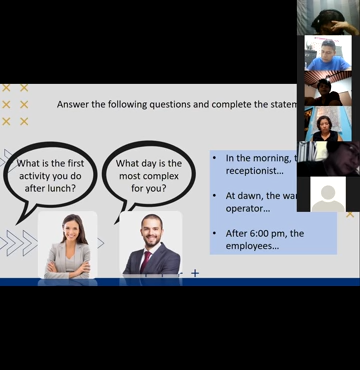 Answer the following questions and complete the
What is the first
activity you do
after lunch?
What day is the
most complex
for you?
• In the morning,
receptionist...
• At dawn, the
operator...
• After 6:00 pm, the
employees...